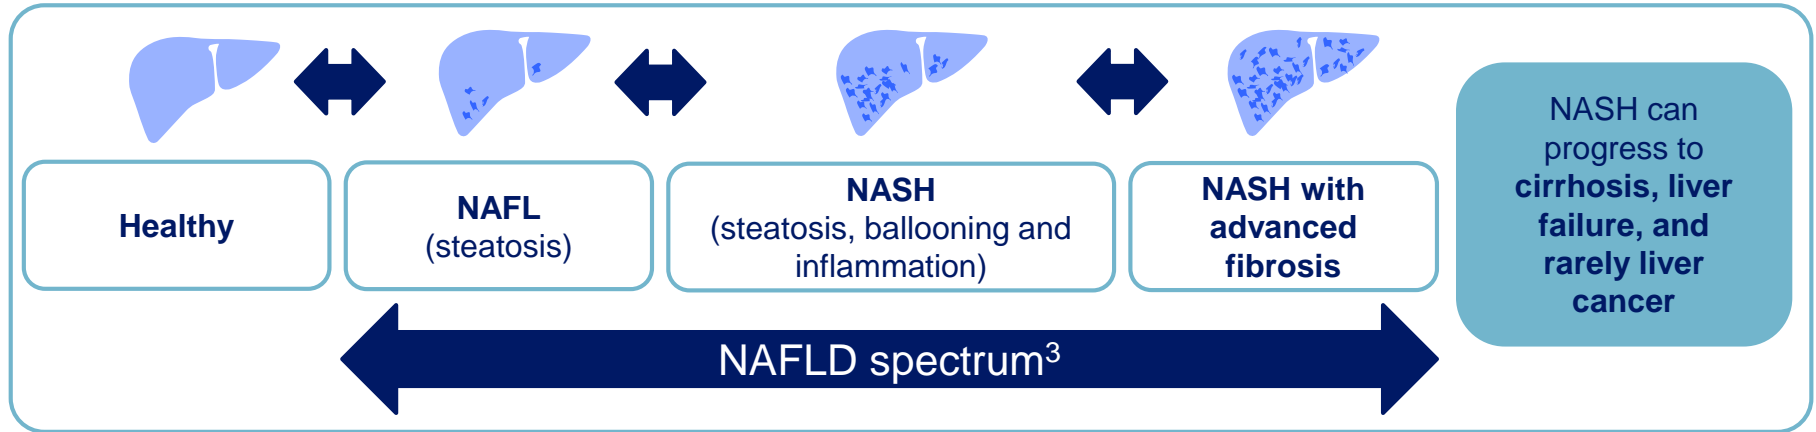 Healthy
NAFL
(steatosis)
NASH
(steatosis, ballooning and
inflammation)
NASH with
advanced
fibrosis
NASH can
progress to
cirrhosis, liver
failure, and
rarely liver
cancer
NAFLD spectrum³